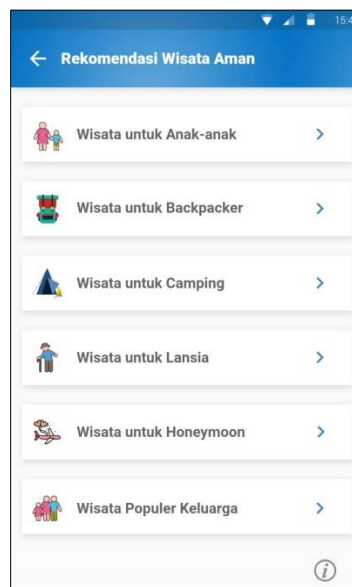 15:4
Rekomendasi Wisata Aman
Wisata untuk Anak-anak
Wisata untuk Backpacker
Wisata untuk Camping
Wisata untuk Lansia
Wisata untuk Honeymoon
Wisata Populer Keluarga